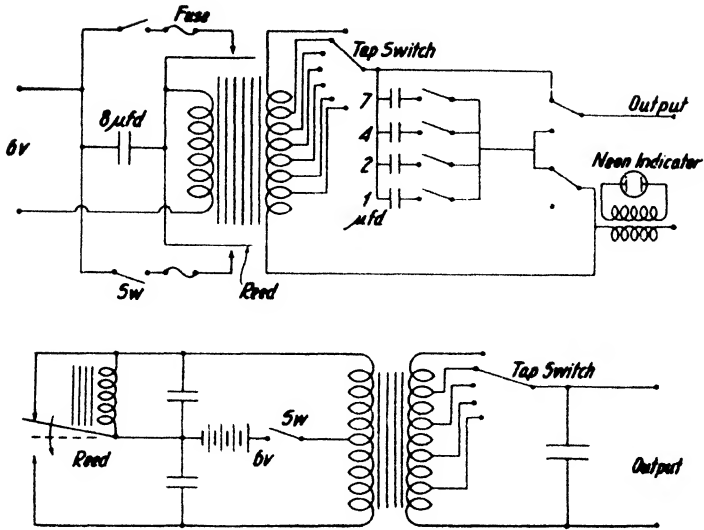 Fuse
Tap Switch
8 μfd
6v
7
4
2
1
μfd
Output
Neon Indicator
Sw
Reed
Tap Switch
Sw
6v
Reed
Output